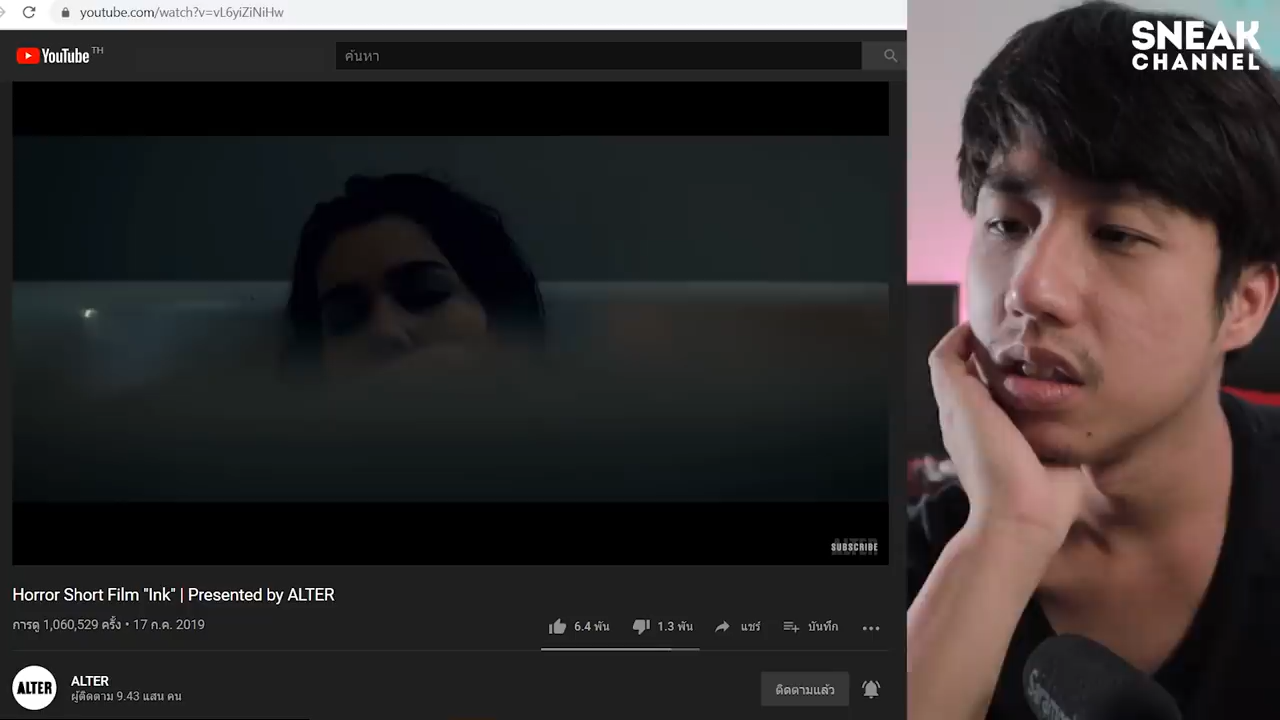 youtube.com/watch?v=vL6yiZiNiHw
SNEAK
CHANNEL
YouTube TH
ค้นหา
SUBSCRIBE
Horror Short Film "Ink" | Presented by ALTER
การดู 1,060,529 ครั้ง • 17 ก.ค. 2019
6.4 พัน 1.3 พัน แชร์ บันทึก
ALTER
ALTER
ผู้ติดตาม 9.43 แสน คน
ติดตามแล้ว